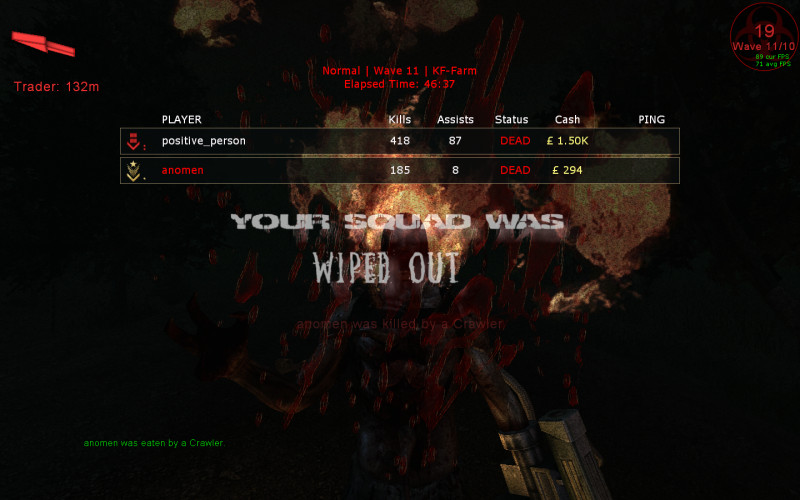 19
Wave 11/10
89 cur FPS
71 avg FPS
Trader: 132m
Normal | Wave 11 | KF-Farm
Elapsed Time: 46:37
PLAYER Kills Assists Status Cash PING
positive_person 418 87 DEAD £ 1.50K
anomen 185 8 DEAD £ 294
YOUR SQUAD WAS
WIPED OUT
anomen was killed by a Crawler.
anomen was eaten by a Crawler.